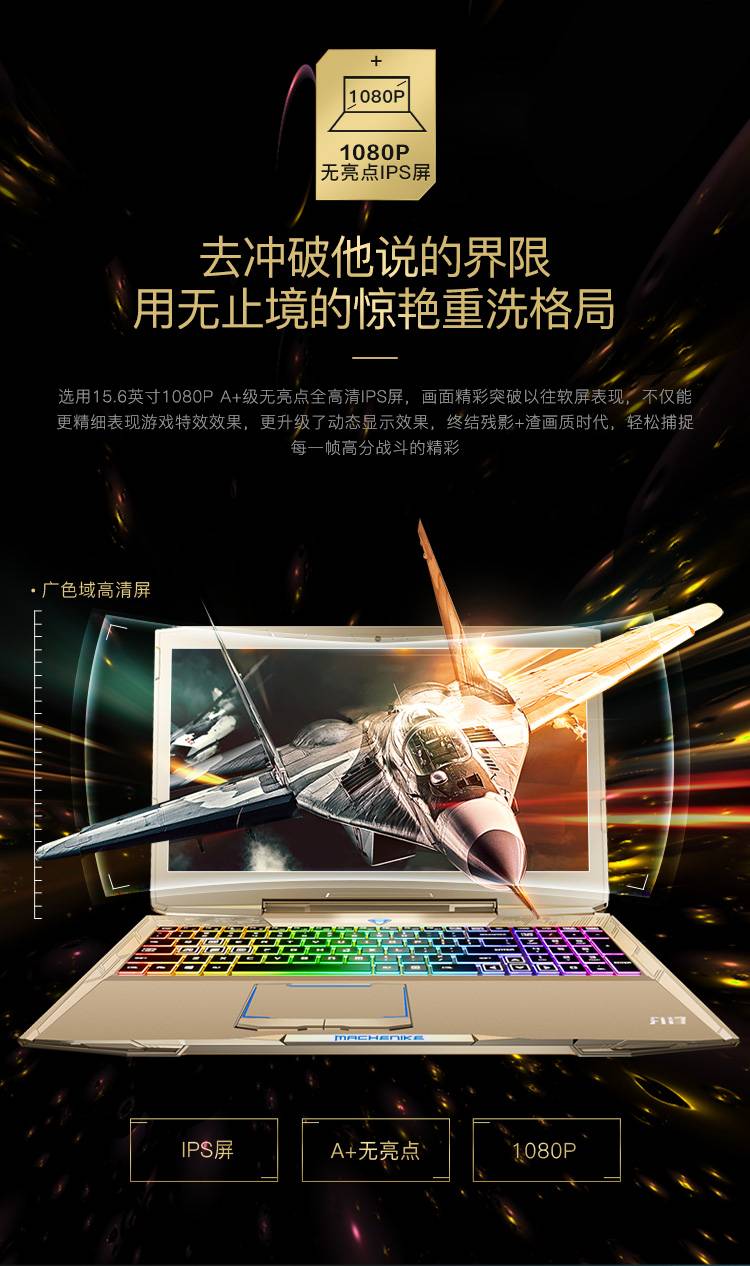 +
1080P
1080P
无亮点IPS屏
去冲破他说的界限
用无止境的惊艳重洗格局
选用15.6英寸1080P A+级无亮点全高清IPS屏，画面精彩突破以往软屏表现，不仅能
更精细表现游戏特效效果，更升级了动态显示效果，终结残影+渣画质时代，轻松捕捉
每一帧高分战斗的精彩
·广色域高清屏
MACHENIKE
F117
IPS屏
A+无亮点
1080P